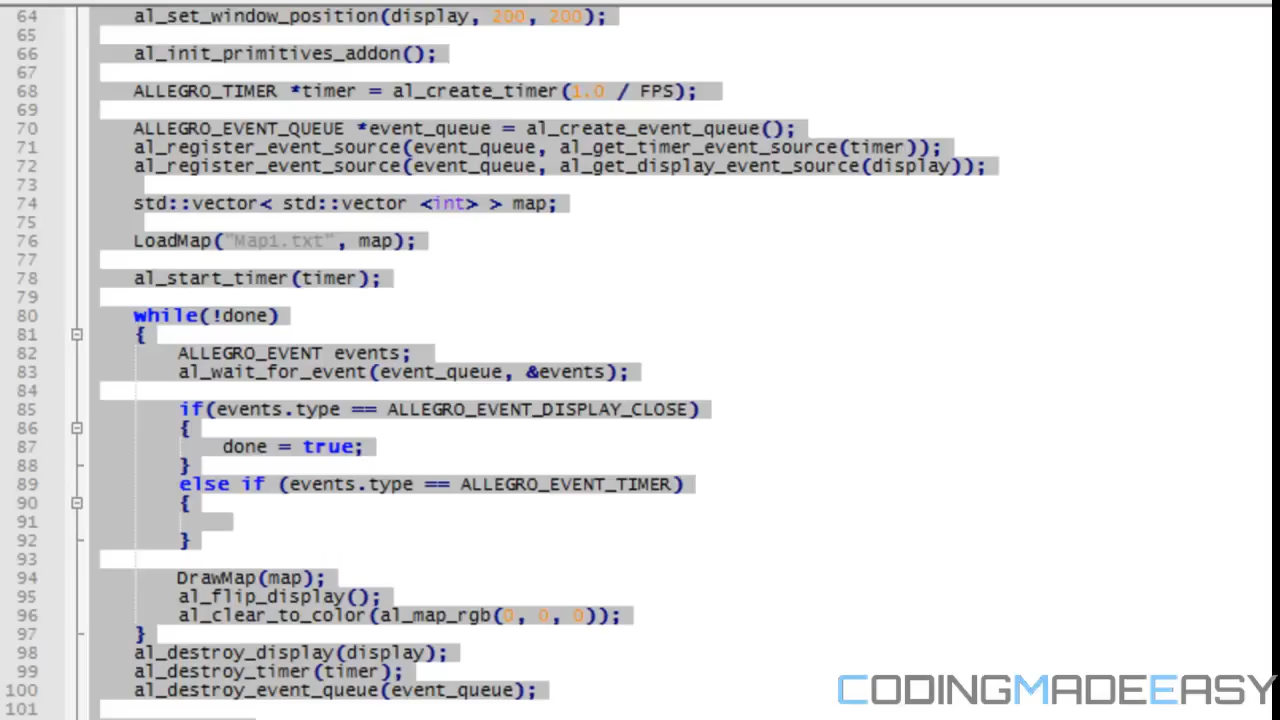 64 al_set_window_position(display, 200, 200);
65
66 al_init_primitives_addon();
67
68 ALLEGRO_TIMER *timer = al_create_timer(1.0 / FPS);
69
70 ALLEGRO_EVENT_QUEUE *event_queue = al_create_event_queue();
71 al_register_event_source(event_queue, al_get_timer_event_source(timer));
72 al_register_event_source(event_queue, al_get_display_event_source(display));
73
74 std::vector< std::vector <int> > map;
75
76 LoadMap("Map1.txt", map);
77
78 al_start_timer(timer);
79
80 while(!done)
81 {
82 ALLEGRO_EVENT events;
83 al_wait_for_event(event_queue, &events);
84
85 if(events.type == ALLEGRO_EVENT_DISPLAY_CLOSE)
86 {
87 done = true;
88 }
89 else if (events.type == ALLEGRO_EVENT_TIMER)
90 {
91
92 }
93
94 DrawMap(map);
95 al_flip_display();
96 al_clear_to_color(al_map_rgb(0, 0, 0));
97 }
98 al_destroy_display(display);
99 al_destroy_timer(timer);
100 al_destroy_event_queue(event_queue);
101
CODINGMADEEASY